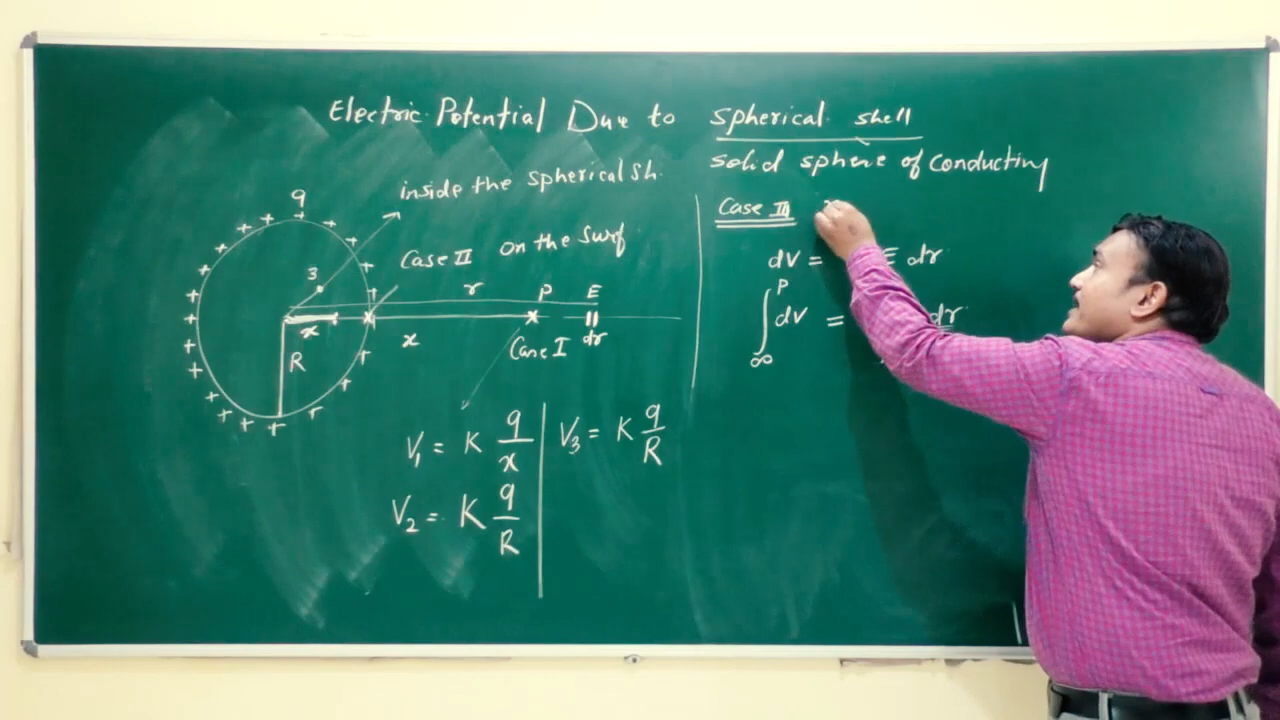 Electric Potential Due to spherical shell
solid sphere of conducting
inside the spherical sh.
q
Case II on the surf
3
r P E
x x dr
R Case I
V₁ = K q/x
V₂ = K q/R
V₃ = K q/R
Case III
dV = E dr
∫ P ∞ dV = dr